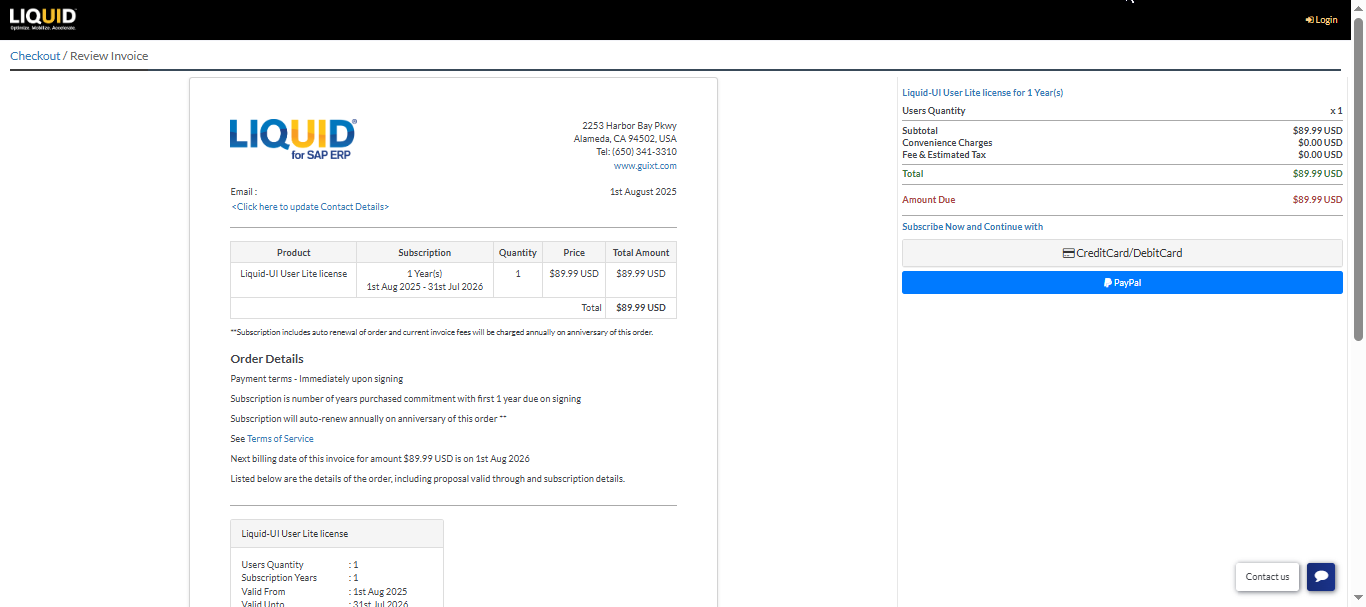 LIQUID
Optimize. Mobilize. Accelerate.
Login
Checkout / Review Invoice
LIQUID®
for SAP ERP
2253 Harbor Bay Pkwy
Alameda, CA 94502, USA
Tel: (650) 341-3310
www.guixt.com
Email :
1st August 2025
<Click here to update Contact Details>
Product Subscription Quantity Price Total Amount
Liquid-UI User Lite license 1 Year(s) 1 $89.99 USD $89.99 USD
1st Aug 2025 - 31st Jul 2026
Total $89.99 USD
**Subscription includes auto renewal of order and current invoice fees will be charged annually on anniversary of this order.
Order Details
Payment terms - Immediately upon signing
Subscription is number of years purchased commitment with first 1 year due on signing
Subscription will auto-renew annually on anniversary of this order **
See Terms of Service
Next billing date of this invoice for amount $89.99 USD is on 1st Aug 2026
Listed below are the details of the order, including proposal valid through and subscription details.
Liquid-UI User Lite license
Users Quantity : 1
Subscription Years : 1
Valid From : 1st Aug 2025
Valid Upto : 31st Jul 2026
Liquid-UI User Lite license for 1 Year(s)
Users Quantity x 1
Subtotal $89.99 USD
Convenience Charges $0.00 USD
Fee & Estimated Tax $0.00 USD
Total $89.99 USD
Amount Due $89.99 USD
Subscribe Now and Continue with
CreditCard/DebitCard
PayPal
Contact us